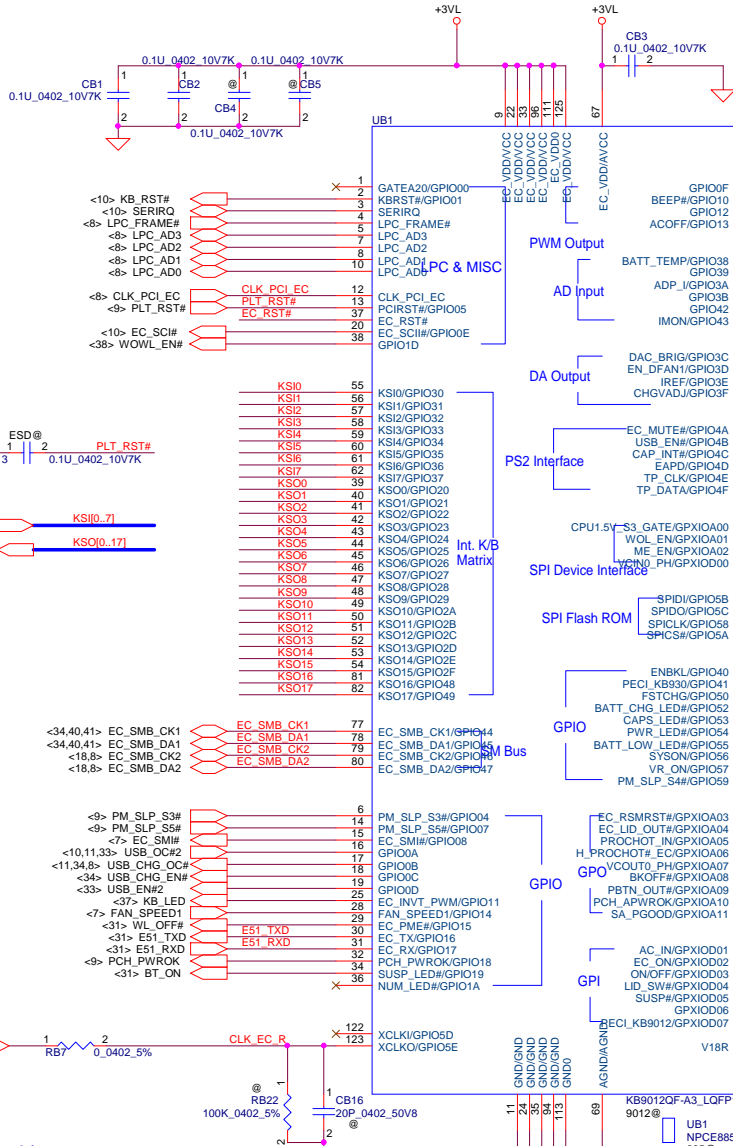 +3VL
+3VL
CB3
0.1U_0402_10V7K
1 2
0.1U_0402_10V7K 0.1U_0402_10V7K
CB1 1 CB2 1 @ 1 CB4 @ 1 CB5
0.1U_0402_10V7K
2 2 2 2
0.1U_0402_10V7K
UB1
9 22 33 96 111 125 67
EC_VDD/VCC
EC_VDD/VCC
EC_VDD/VCC
EC_VDD/VCC
EC_VDD0
EC_VDD/VCC
EC_VDD/AVCC
1 GATEA20/GPIO00
<10> KB_RST# 2 KBRST#/GPIO01
<10> SERIRQ 3 SERIRQ
<8> LPC_FRAME# 4 LPC_FRAME#
<8> LPC_AD3 5 LPC_AD3
<8> LPC_AD2 7 LPC_AD2
<8> LPC_AD1 8 LPC_AD1
<8> LPC_AD0 10 LPC_AD0
LPC & MISC
<8> CLK_PCI_EC CLK_PCI_EC 12 CLK_PCI_EC
<9> PLT_RST# PLT_RST# 13 PCIRST#/GPIO05
EC_RST# 37 EC_RST#
<10> EC_SCI# 20 EC_SCII#/GPIO0E
<38> WOWL_EN# 38 GPIO1D
GPIO0F
BEEP#/GPIO10
GPIO12
ACOFF/GPIO13
PWM Output
BATT_TEMP/GPIO38
GPIO39
ADP_I/GPIO3A
GPIO3B
GPIO42
IMON/GPIO43
AD Input
DAC_BRIG/GPIO3C
EN_DFAN1/GPIO3D
IREF/GPIO3E
CHGVADJ/GPIO3F
DA Output
KSI0 55 KSI0/GPIO30
KSI1 56 KSI1/GPIO31
KSI2 57 KSI2/GPIO32
KSI3 58 KSI3/GPIO33
KSI4 59 KSI4/GPIO34
KSI5 60 KSI5/GPIO35
KSI6 61 KSI6/GPIO36
KSI7 62 KSI7/GPIO37
KSO0 39 KSO0/GPIO20
KSO1 40 KSO1/GPIO21
KSO2 41 KSO2/GPIO22
KSO3 42 KSO3/GPIO23
KSO4 43 KSO4/GPIO24
KSO5 44 KSO5/GPIO25
KSO6 45 KSO6/GPIO26
KSO7 46 KSO7/GPIO27
KSO8 47 KSO8/GPIO28
KSO9 48 KSO9/GPIO29
KSO10 49 KSO10/GPIO2A
KSO11 50 KSO11/GPIO2B
KSO12 51 KSO12/GPIO2C
KSO13 52 KSO13/GPIO2D
KSO14 53 KSO14/GPIO2E
KSO15 54 KSO15/GPIO2F
KSO16 81 KSO16/GPIO48
KSO17 82 KSO17/GPIO49
Int. K/B
Matrix
ESD@
1 2 PLT_RST#
3 0.1U_0402_10V7K
KSI[0..7]
KSO[0..17]
EC_MUTE#/GPIO4A
USB_EN#/GPIO4B
CAP_INT#/GPIO4C
EAPD/GPIO4D
TP_CLK/GPIO4E
TP_DATA/GPIO4F
PS2 Interface
CPU1.5V_S3_GATE/GPXIOA00
WOL_EN/GPXIOA01
ME_EN/GPXIOA02
VCIN0_PH/GPXIOD00
SPI Device Interface
SPIDI/GPIO5B
SPIDO/GPIO5C
SPICLK/GPIO58
SPICS#/GPIO5A
SPI Flash ROM
ENBKL/GPIO40
PECI_KB930/GPIO41
FSTCHG/GPIO50
BATT_CHG_LED#/GPIO52
CAPS_LED#/GPIO53
PWR_LED#/GPIO54
BATT_LOW_LED#/GPIO55
SYSON/GPIO56
VR_ON/GPIO57
PM_SLP_S4#/GPIO59
GPIO
<34,40,41> EC_SMB_CK1 EC_SMB_CK1 77 EC_SMB_CK1/GPIO44
<34,40,41> EC_SMB_DA1 EC_SMB_DA1 78 EC_SMB_DA1/GPIO45
<18,8> EC_SMB_CK2 EC_SMB_CK2 79 EC_SMB_CK2/GPIO46
<18,8> EC_SMB_DA2 EC_SMB_DA2 80 EC_SMB_DA2/GPIO47
SM Bus
<9> PM_SLP_S3# 6 PM_SLP_S3#/GPIO04
<9> PM_SLP_S5# 14 PM_SLP_S5#/GPIO07
<7> EC_SMI# 15 EC_SMI#/GPIO08
<10,11,33> USB_OC#2 16 GPIO0A
<11,34,8> USB_CHG_OC# 17 GPIO0B
<34> USB_CHG_EN# 18 GPIO0C
<33> USB_EN#2 19 GPIO0D
<37> KB_LED 25 EC_INVT_PWM/GPIO11
<7> FAN_SPEED1 28 FAN_SPEED1/GPIO14
<31> WL_OFF# 29 EC_PME#/GPIO15
<31> E51_TXD E51_TXD 30 EC_TX/GPIO16
<31> E51_RXD E51_RXD 31 EC_RX/GPIO17
<9> PCH_PWROK 32 PCH_PWROK/GPIO18
<31> BT_ON 34 SUSP_LED#/GPIO19
36 NUM_LED#/GPIO1A
GPIO
EC_RSMRST#/GPXIOA03
EC_LID_OUT#/GPXIOA04
PROCHOT_IN/GPXIOA05
H_PROCHOT#_EC/GPXIOA06
VCOUT0_PH/GPXIOA07
BKOFF#/GPXIOA08
PBTN_OUT#/GPXIOA09
PCH_APWROK/GPXIOA10
SA_PGOOD/GPXIOA11
GPO
AC_IN/GPXIOD01
EC_ON/GPXIOD02
ON/OFF/GPXIOD03
LID_SW#/GPXIOD04
SUSP#/GPXIOD05
GPXIOD06
PECI_KB9012/GPXIOD07
GPI
122 XCLKI/GPIO5D
123 XCLKO/GPIO5E
V18R
1 2 CLK_EC_R
RB7 0_0402_5%
@ 1 1
RB22 CB16
100K_0402_5% 20P_0402_50V8
@
2 2
GND/GND
GND/GND
GND/GND
GND/GND
GND0
AGND/AGND
11 24 35 94 113 69
KB9012QF-A3_LQFP
9012@
UB1
NPCE885